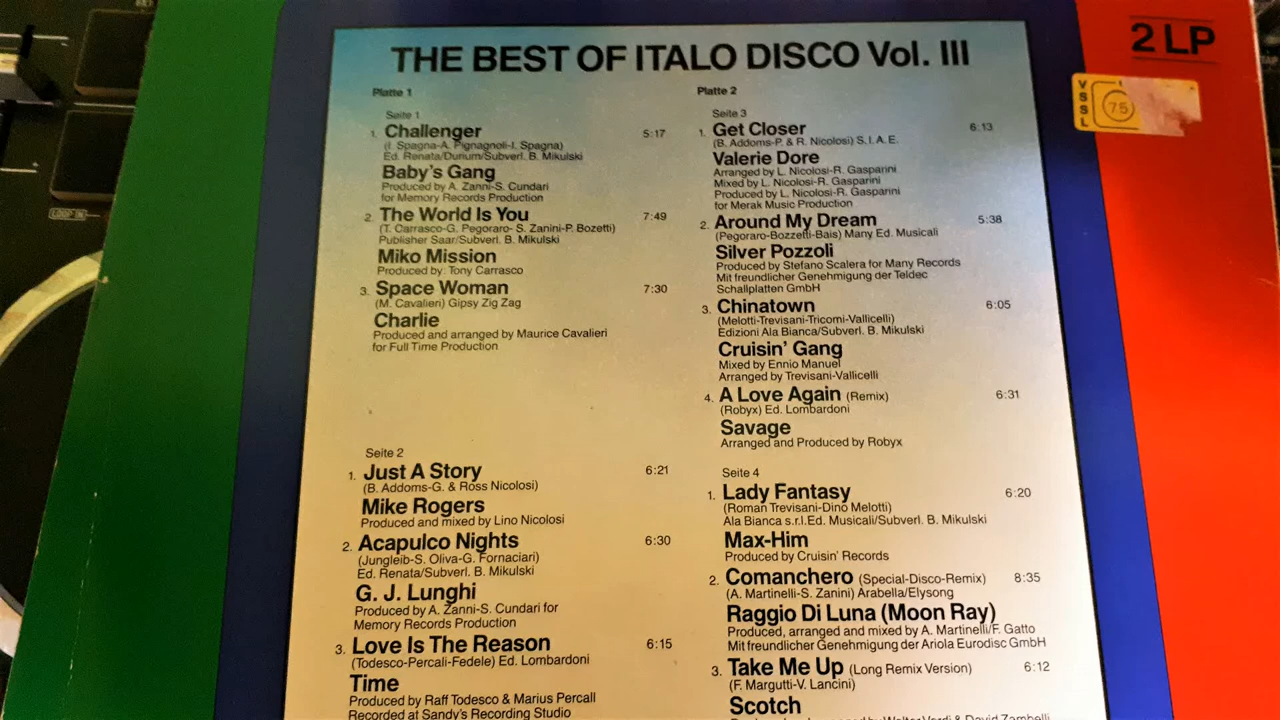 THE BEST OF ITALO DISCO Vol. III
2 LP
VSSL
75
LOOP IN
Platte 1
Seite 1
1. Challenger 5:17
(I. Spagna-A. Pignagnoli-I. Spagna)
Ed. Renata/Durium/Subverl. B. Mikulski
Baby's Gang
Produced by A. Zanni-S. Cundari
for Memory Records Production
2. The World Is You 7:49
(T. Carrasco-G. Pegoraro- S. Zanini-P. Bozetti)
Publisher Saar/Subverl. B. Mikulski
Miko Mission
Produced by: Tony Carrasco
3. Space Woman 7:30
(M. Cavalieri) Gipsy Zig Zag
Charlie
Produced and arranged by Maurice Cavalieri
for Full Time Production
Seite 2
1. Just A Story 6:21
(B. Addoms-G. & Ross Nicolosi)
Mike Rogers
Produced and mixed by Lino Nicolosi
2. Acapulco Nights 6:30
(Jungleib-S. Oliva-G. Fornaciari)
Ed. Renata/Subverl. B. Mikulski
G. J. Lunghi
Produced by A. Zanni-S. Cundari for
Memory Records Production
3. Love Is The Reason 6:15
(Todesco-Percali-Fedele) Ed. Lombardoni
Time
Produced by Raff Todesco & Marius Percall
Recorded at Sandy's Recording Studio
Platte 2
Seite 3
1. Get Closer 6:13
(B. Addoms-P. & R. Nicolosi) S.I.A.E.
Valerie Dore
Arranged by L. Nicolosi-R. Gasparini
Mixed by L. Nicolosi-R. Gasparini
Produced by L. Nicolosi-R. Gasparini
for Merak Music Production
2. Around My Dream 5:38
(Pegoraro-Bozzetti-Bais) Many Ed. Musicali
Silver Pozzoli
Produced by Stefano Scalera for Many Records
Mit freundlicher Genehmigung der Teldec
Schallplatten GmbH
3. Chinatown 6:05
(Melotti-Trevisani-Tricomi-Vallicelli)
Edizioni Ala Bianca/Subverl. B. Mikulski
Cruisin' Gang
Mixed by Ennio Manuel
Arranged by Trevisani-Vallicelli
4. A Love Again (Remix) 6:31
(Robyx) Ed. Lombardoni
Savage
Arranged and Produced by Robyx
Seite 4
1. Lady Fantasy 6:20
(Roman Trevisani-Dino Melotti)
Ala Bianca s.r.l.Ed. Musicali/Subverl. B. Mikulski
Max-Him
Produced by Cruisin' Records
2. Comanchero (Special-Disco-Remix) 8:35
(A. Martinelli-S. Zanini) Arabella/Elysong
Raggio Di Luna (Moon Ray)
Produced, arranged and mixed by A. Martinelli/F. Gatto
Mit freundlicher Genehmigung der Ariola Eurodisc GmbH
3. Take Me Up (Long Remix Version) 6:12
(F. Margutti-V. Lancini)
Scotch
by Walter Verdi & David Zambelli